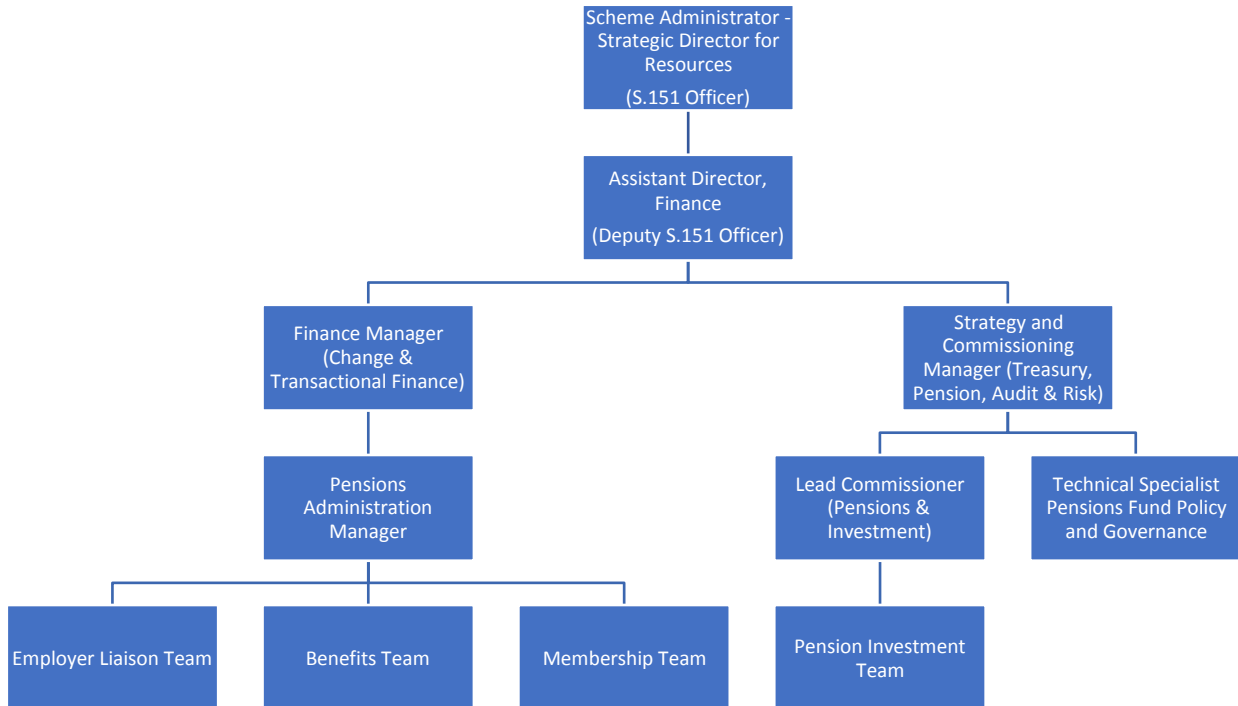 Scheme Administrator -
Strategic Director for
Resources
(S.151 Officer)
Assistant Director,
Finance
(Deputy S.151 Officer)
Finance Manager
(Change &
Transactional Finance)
Strategy and
Commissioning
Manager (Treasury,
Pension, Audit & Risk)
Pensions
Administration
Manager
Lead Commissioner
(Pensions &
Investment)
Technical Specialist
Pensions Fund Policy
and Governance
Employer Liaison Team
Benefits Team
Membership Team
Pension Investment
Team